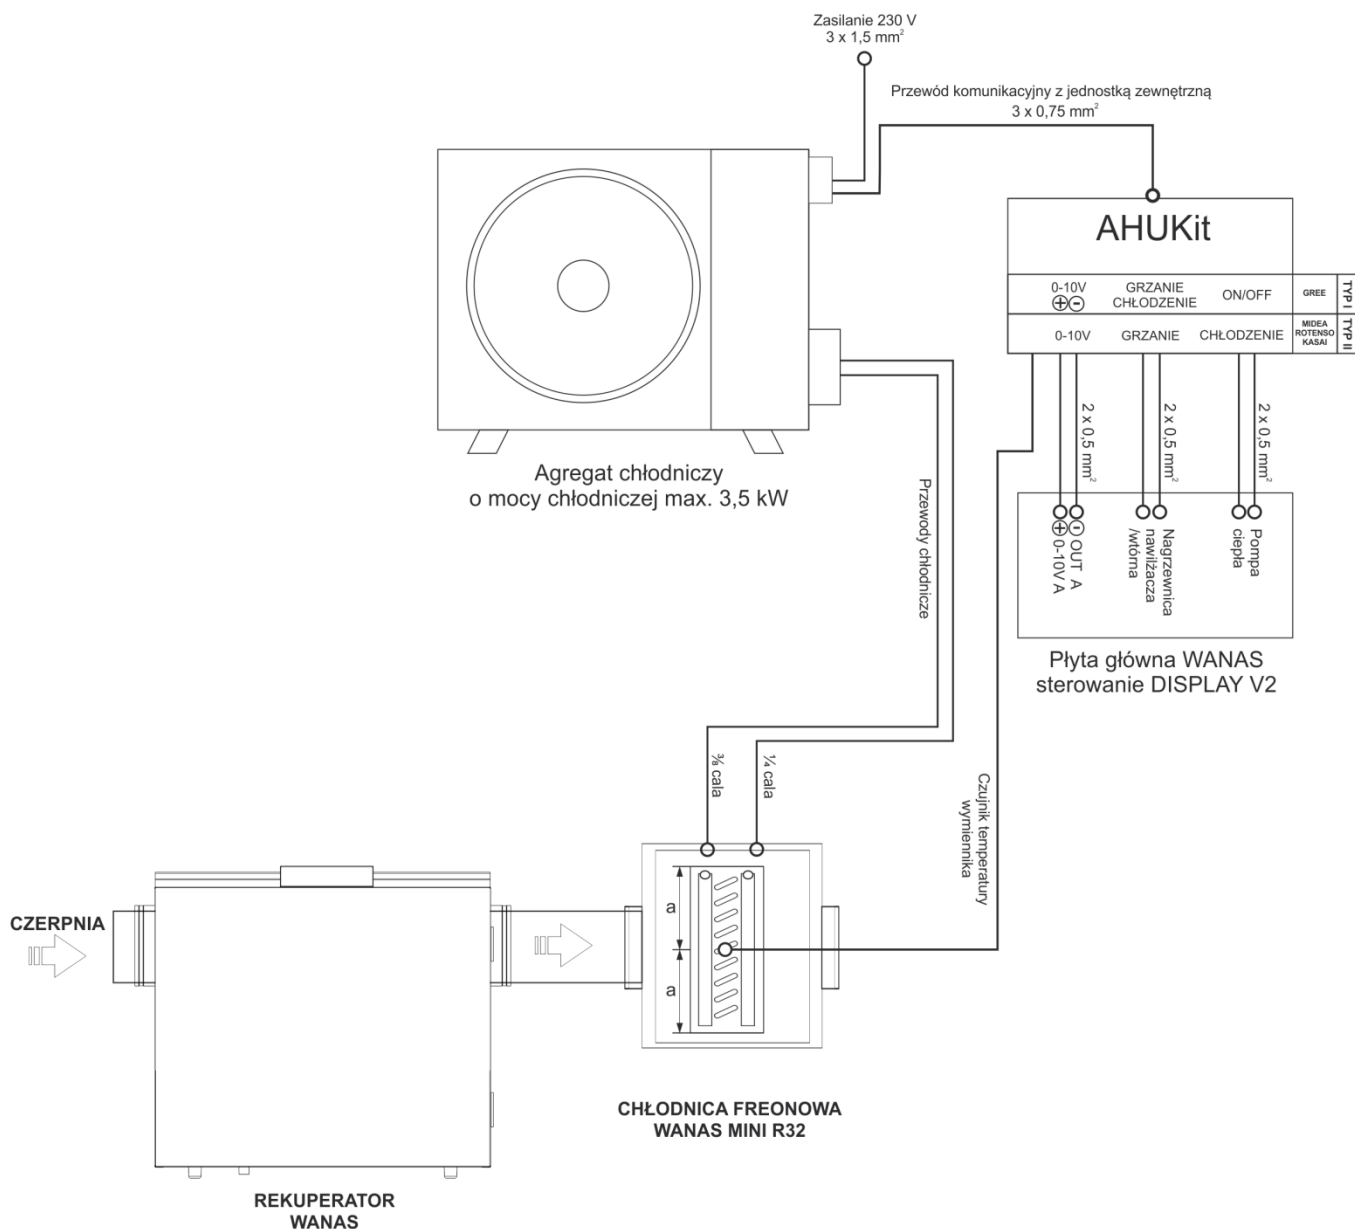 Zasilanie 230 V
3 x 1,5 mm²
Przewód komunikacyjny z jednostką zewnętrzną
3 x 0,75 mm²
AHUKit
0-10V
+ -
GRZANIE
CHŁODZENIE
ON/OFF
GREE
TYP I
0-10V
GRZANIE
CHŁODZENIE
MIDEA
ROTENSO
KASAI
TYP II
2 x 0,5 mm²
2 x 0,5 mm²
2 x 0,5 mm²
+ 0-10V A
- OUT A
Nagrzewnica
nawilżacza
/wtórna
Pompa
ciepła
Płyta główna WANAS
sterowanie DISPLAY V2
Agregat chłodniczy
o mocy chłodniczej max. 3,5 kW
Przewody chłodnicze
⅜ cala
¼ cala
Czujnik temperatury
wymiennika
a
a
CZERPNIA
CHŁODNICA FREONOWA
WANAS MINI R32
REKUPERATOR
WANAS